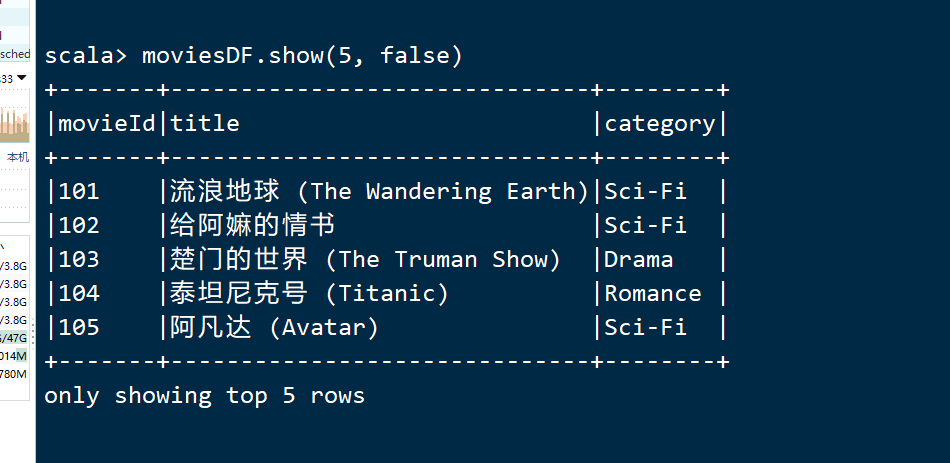 sched
:33
本机
/3.8G
/3.8G
/3.8G
/3.8G
/47G
014M
780M
scala> moviesDF.show(5, false)
+-------+------------------------------+--------+
|movieId|title                         |category|
+-------+------------------------------+--------+
|101    |流浪地球 (The Wandering Earth)|Sci-Fi  |
|102    |给阿嫲的情书                  |Sci-Fi  |
|103    |楚门的世界 (The Truman Show)  |Drama   |
|104    |泰坦尼克号 (Titanic)          |Romance |
|105    |阿凡达 (Avatar)               |Sci-Fi  |
+-------+------------------------------+--------+
only showing top 5 rows